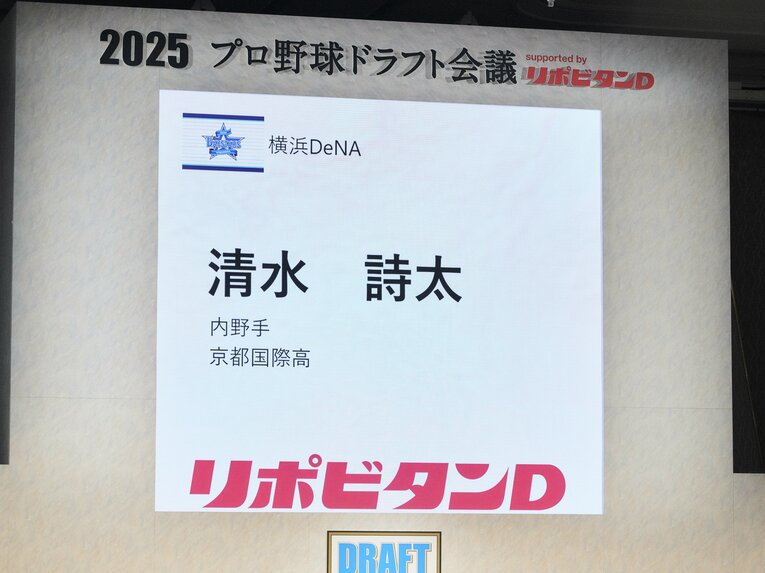 2025 プロ野球ドラフト会議 supported by リポビタンD
横浜DeNA
清水 詩太
内野手
京都国際高
リポビタンD
DRAFT